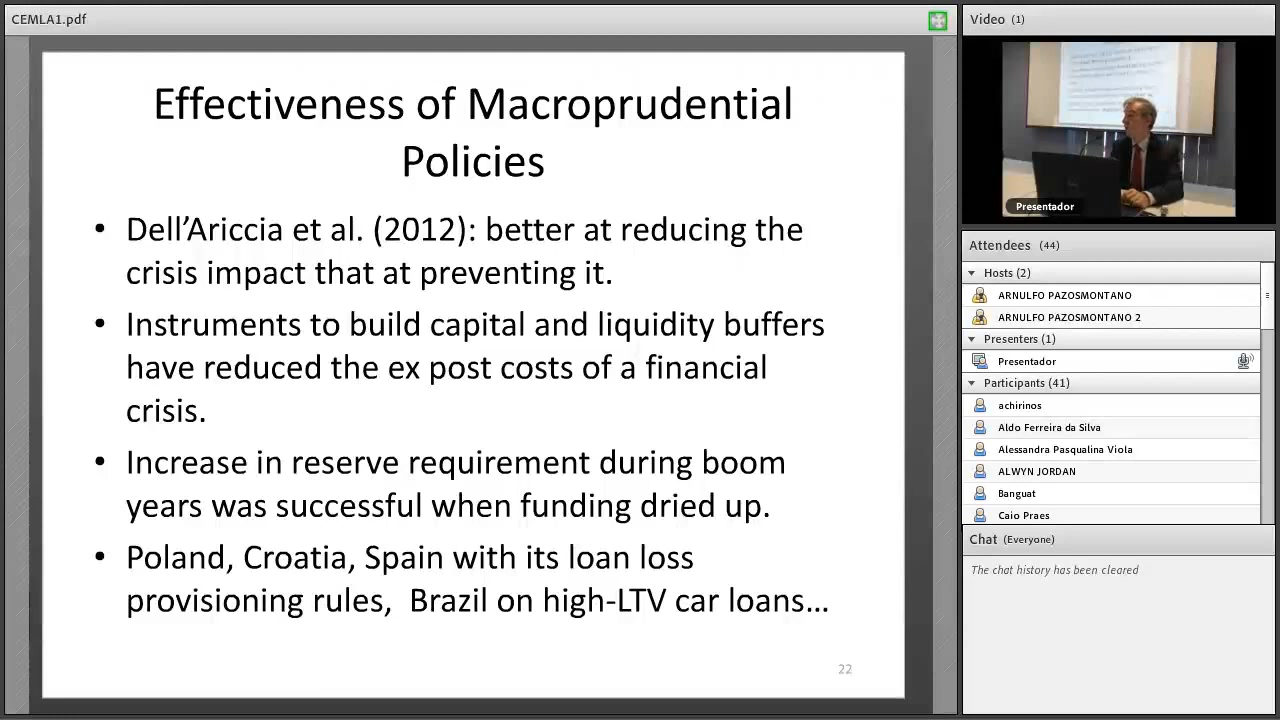 CEMLA1.pdf
Effectiveness of Macroprudential
Policies
• Dell’Ariccia et al. (2012): better at reducing the
crisis impact that at preventing it.
• Instruments to build capital and liquidity buffers
have reduced the ex post costs of a financial
crisis.
• Increase in reserve requirement during boom
years was successful when funding dried up.
• Poland, Croatia, Spain with its loan loss
provisioning rules, Brazil on high-LTV car loans…
22
Video (1)
Presentador
Attendees (44)
Hosts (2)
ARNULFO PAZOSMONTANO
ARNULFO PAZOSMONTANO 2
Presenters (1)
Presentador
Participants (41)
achirinos
Aldo Ferreira da Silva
Alessandra Pasqualina Viola
ALWYN JORDAN
Banguat
Caio Praes
Chat (Everyone)
The chat history has been cleared